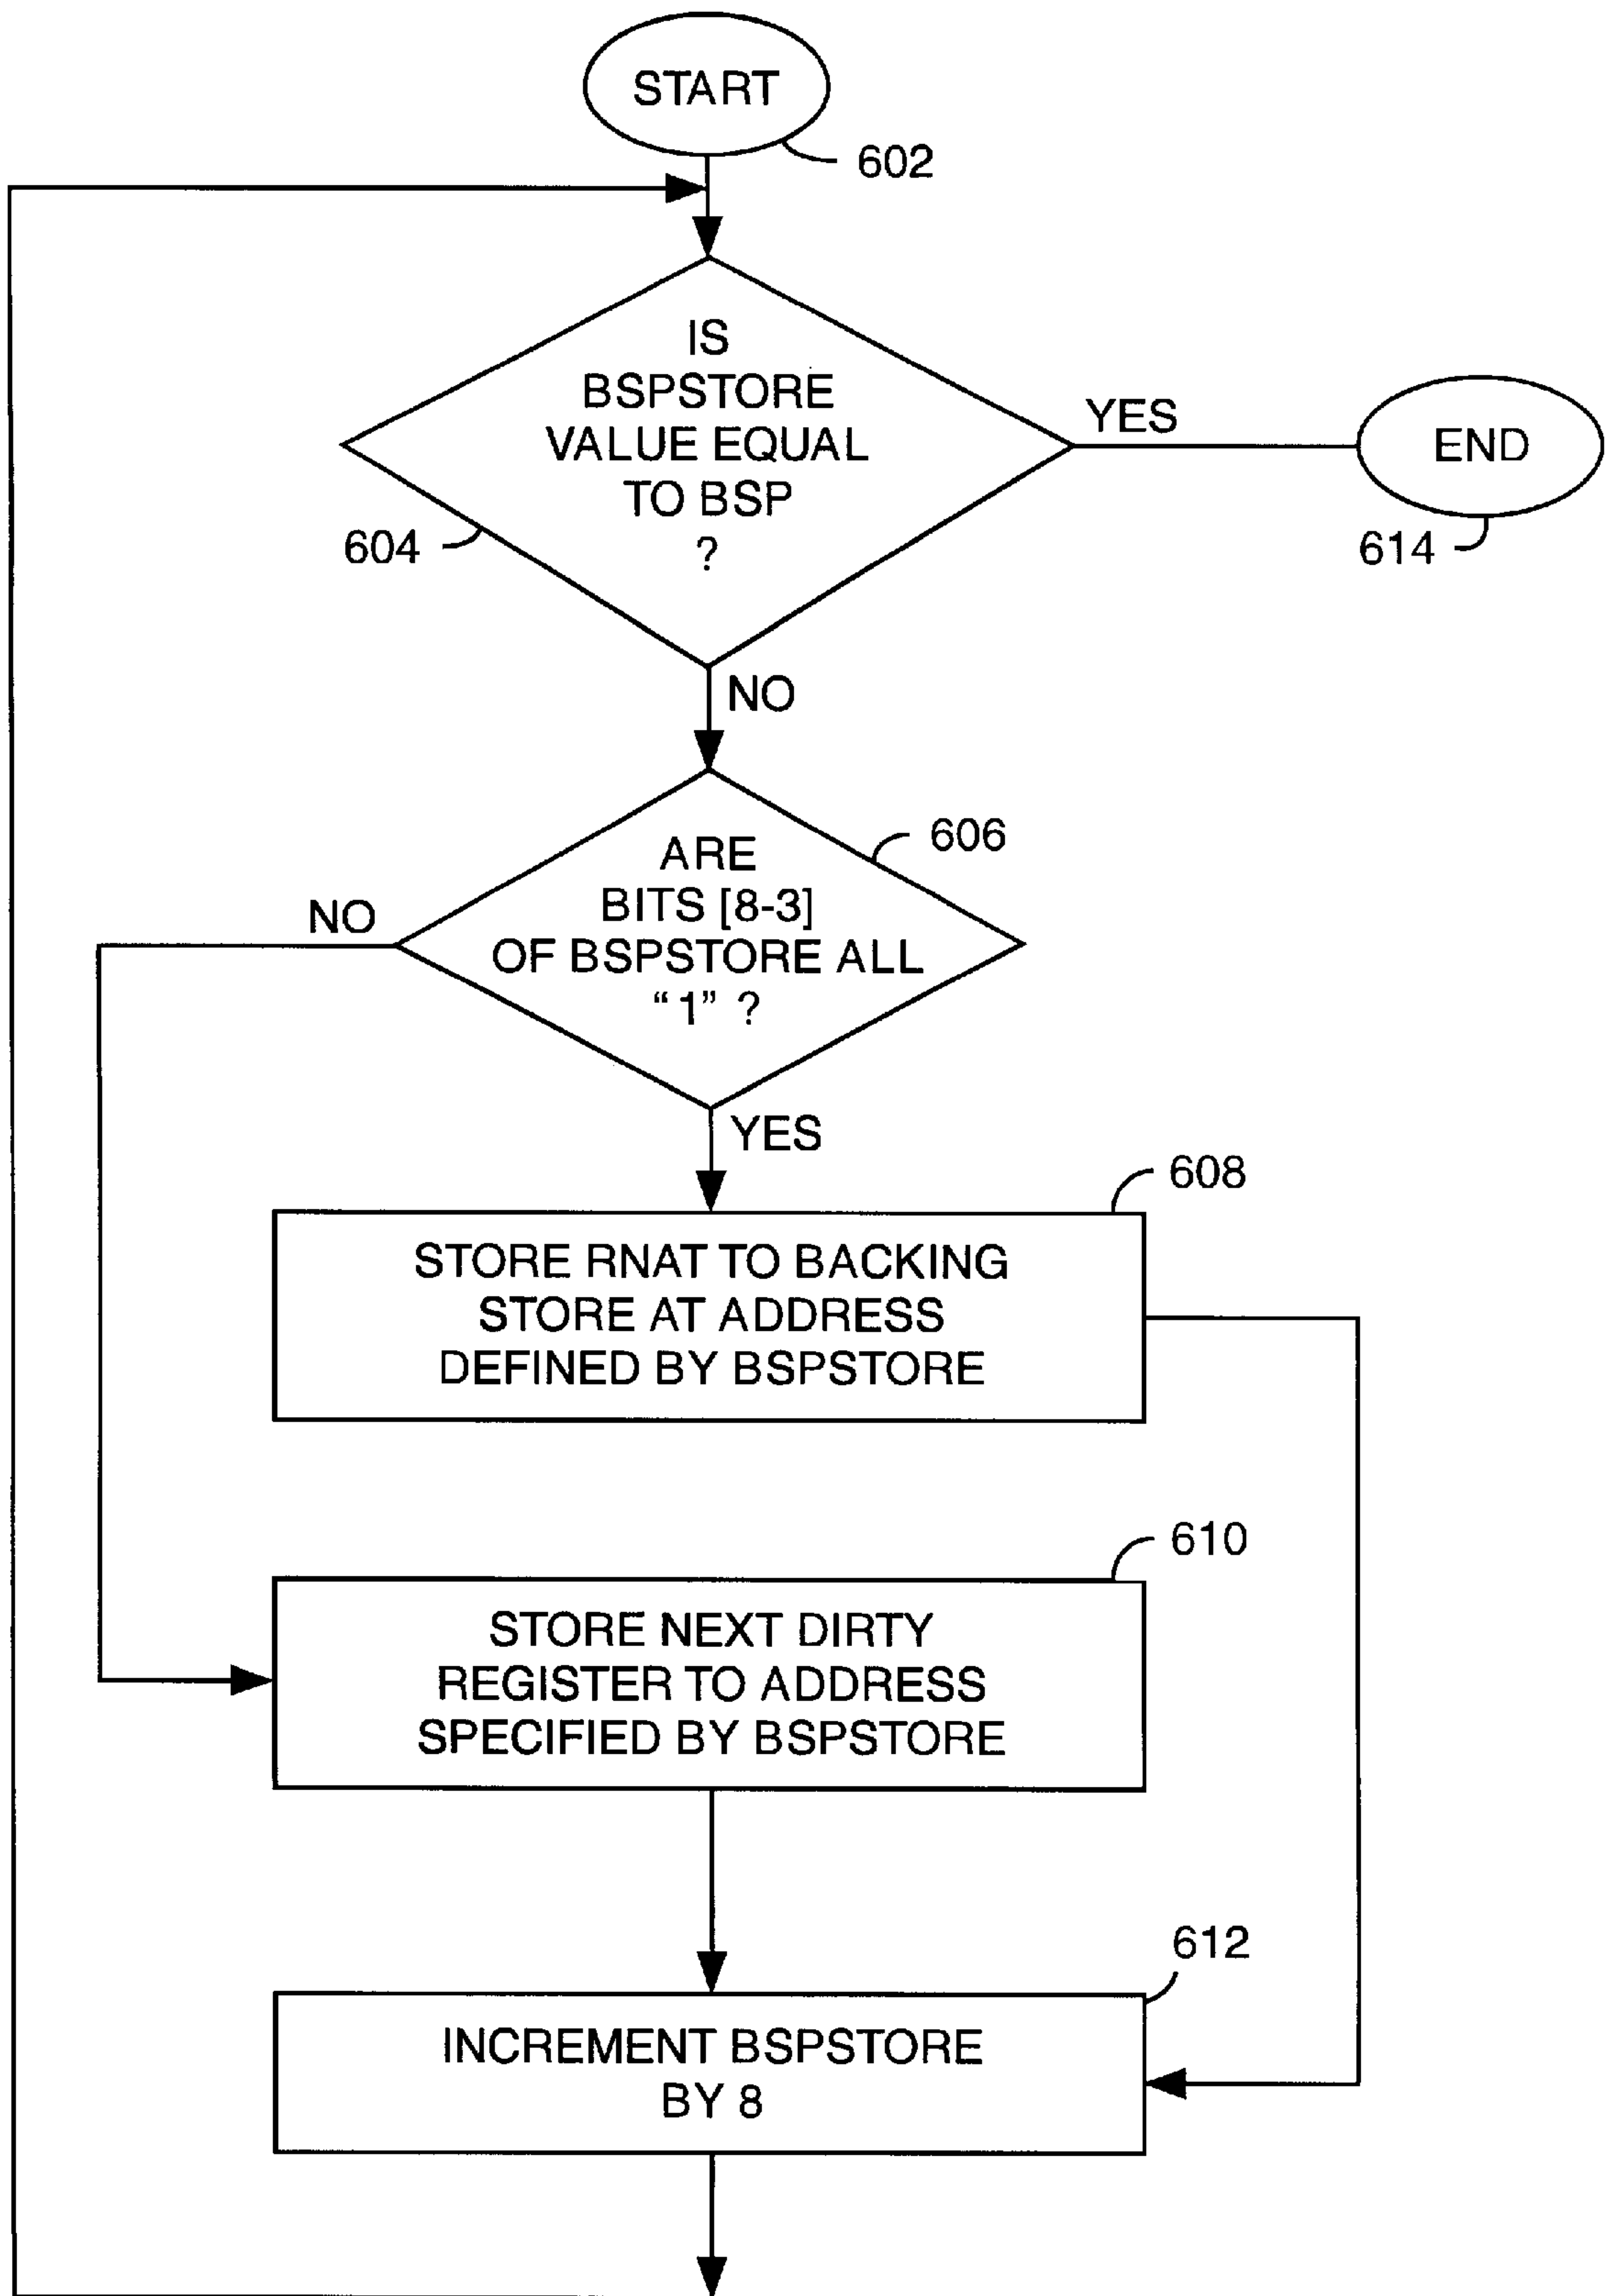 START
602
IS
BSPSTORE
VALUE EQUAL
TO BSP
?
604
YES
END
614
NO
606
ARE
BITS [8-3]
OF BSPSTORE ALL
“1” ?
NO
YES
608
STORE RNAT TO BACKING
STORE AT ADDRESS
DEFINED BY BSPSTORE
610
STORE NEXT DIRTY
REGISTER TO ADDRESS
SPECIFIED BY BSPSTORE
612
INCREMENT BSPSTORE
BY 8